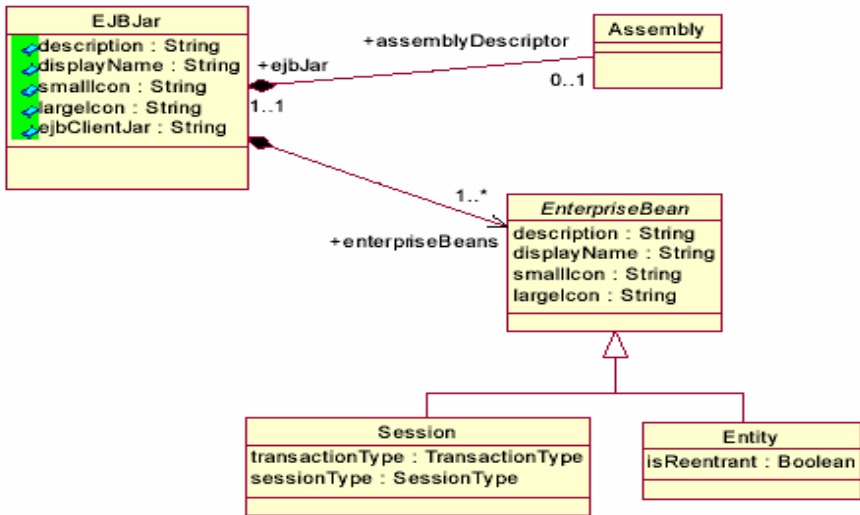 EJBJar
description : String
displayName : String
smallIcon : String
largeIcon : String
ejbClientJar : String
+ejbJar
1..1
+assemblyDescriptor
0..1
Assembly
1..*
+enterpriseBeans
EnterpriseBean
description : String
displayName : String
smallIcon : String
largeIcon : String
Session
transactionType : TransactionType
sessionType : SessionType
Entity
isReentrant : Boolean